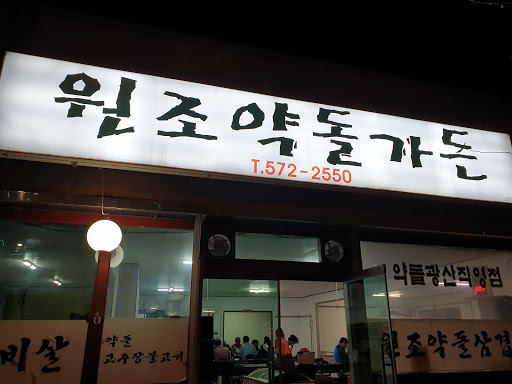 원조약돌가든
T.572-2550
약돌광산직영점
비살
약돌
고추장불고기
원조약돌삼겹